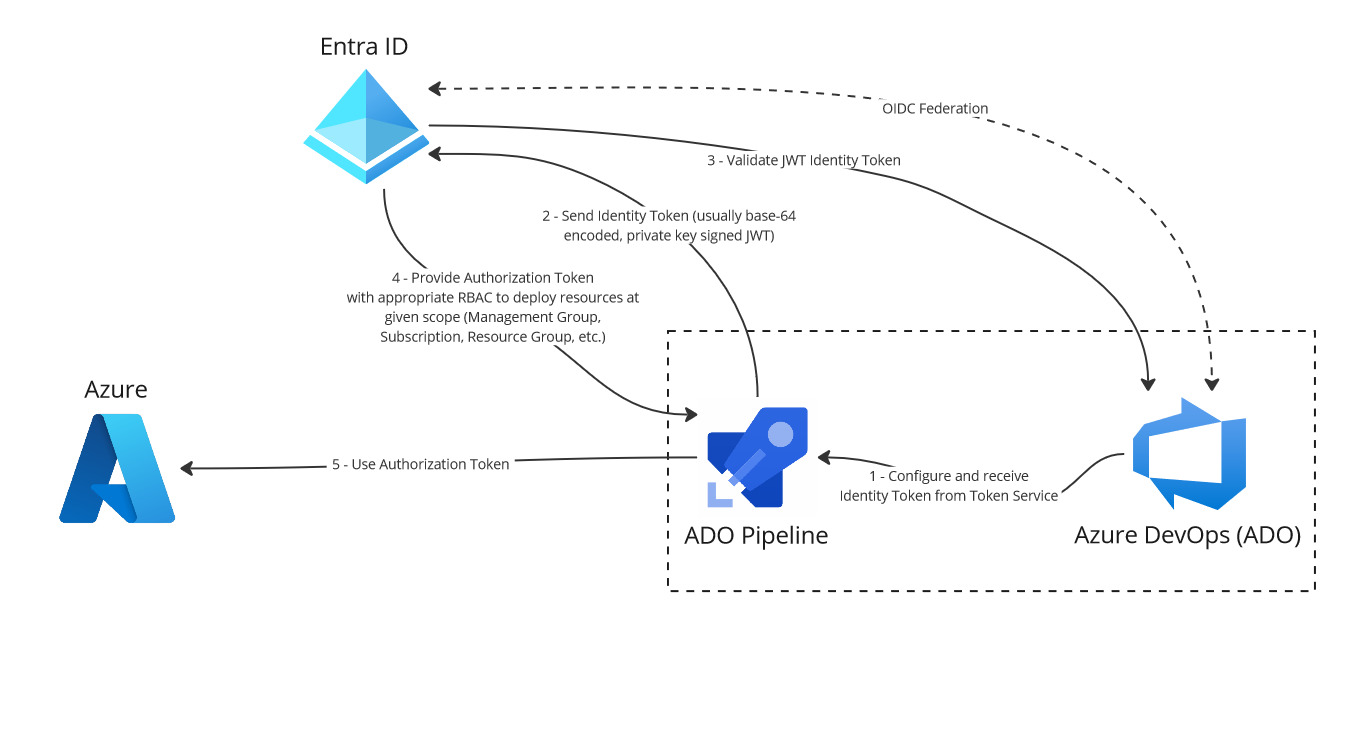 Entra ID
OIDC Federation
3 - Validate JWT Identity Token
2 - Send Identity Token (usually base-64
encoded, private key signed JWT)
4 - Provide Authorization Token
with appropriate RBAC to deploy resources at
given scope (Management Group,
Subscription, Resource Group, etc.)
Azure
5 - Use Authorization Token
1 - Configure and receive
Identity Token from Token Service
ADO Pipeline
Azure DevOps (ADO)